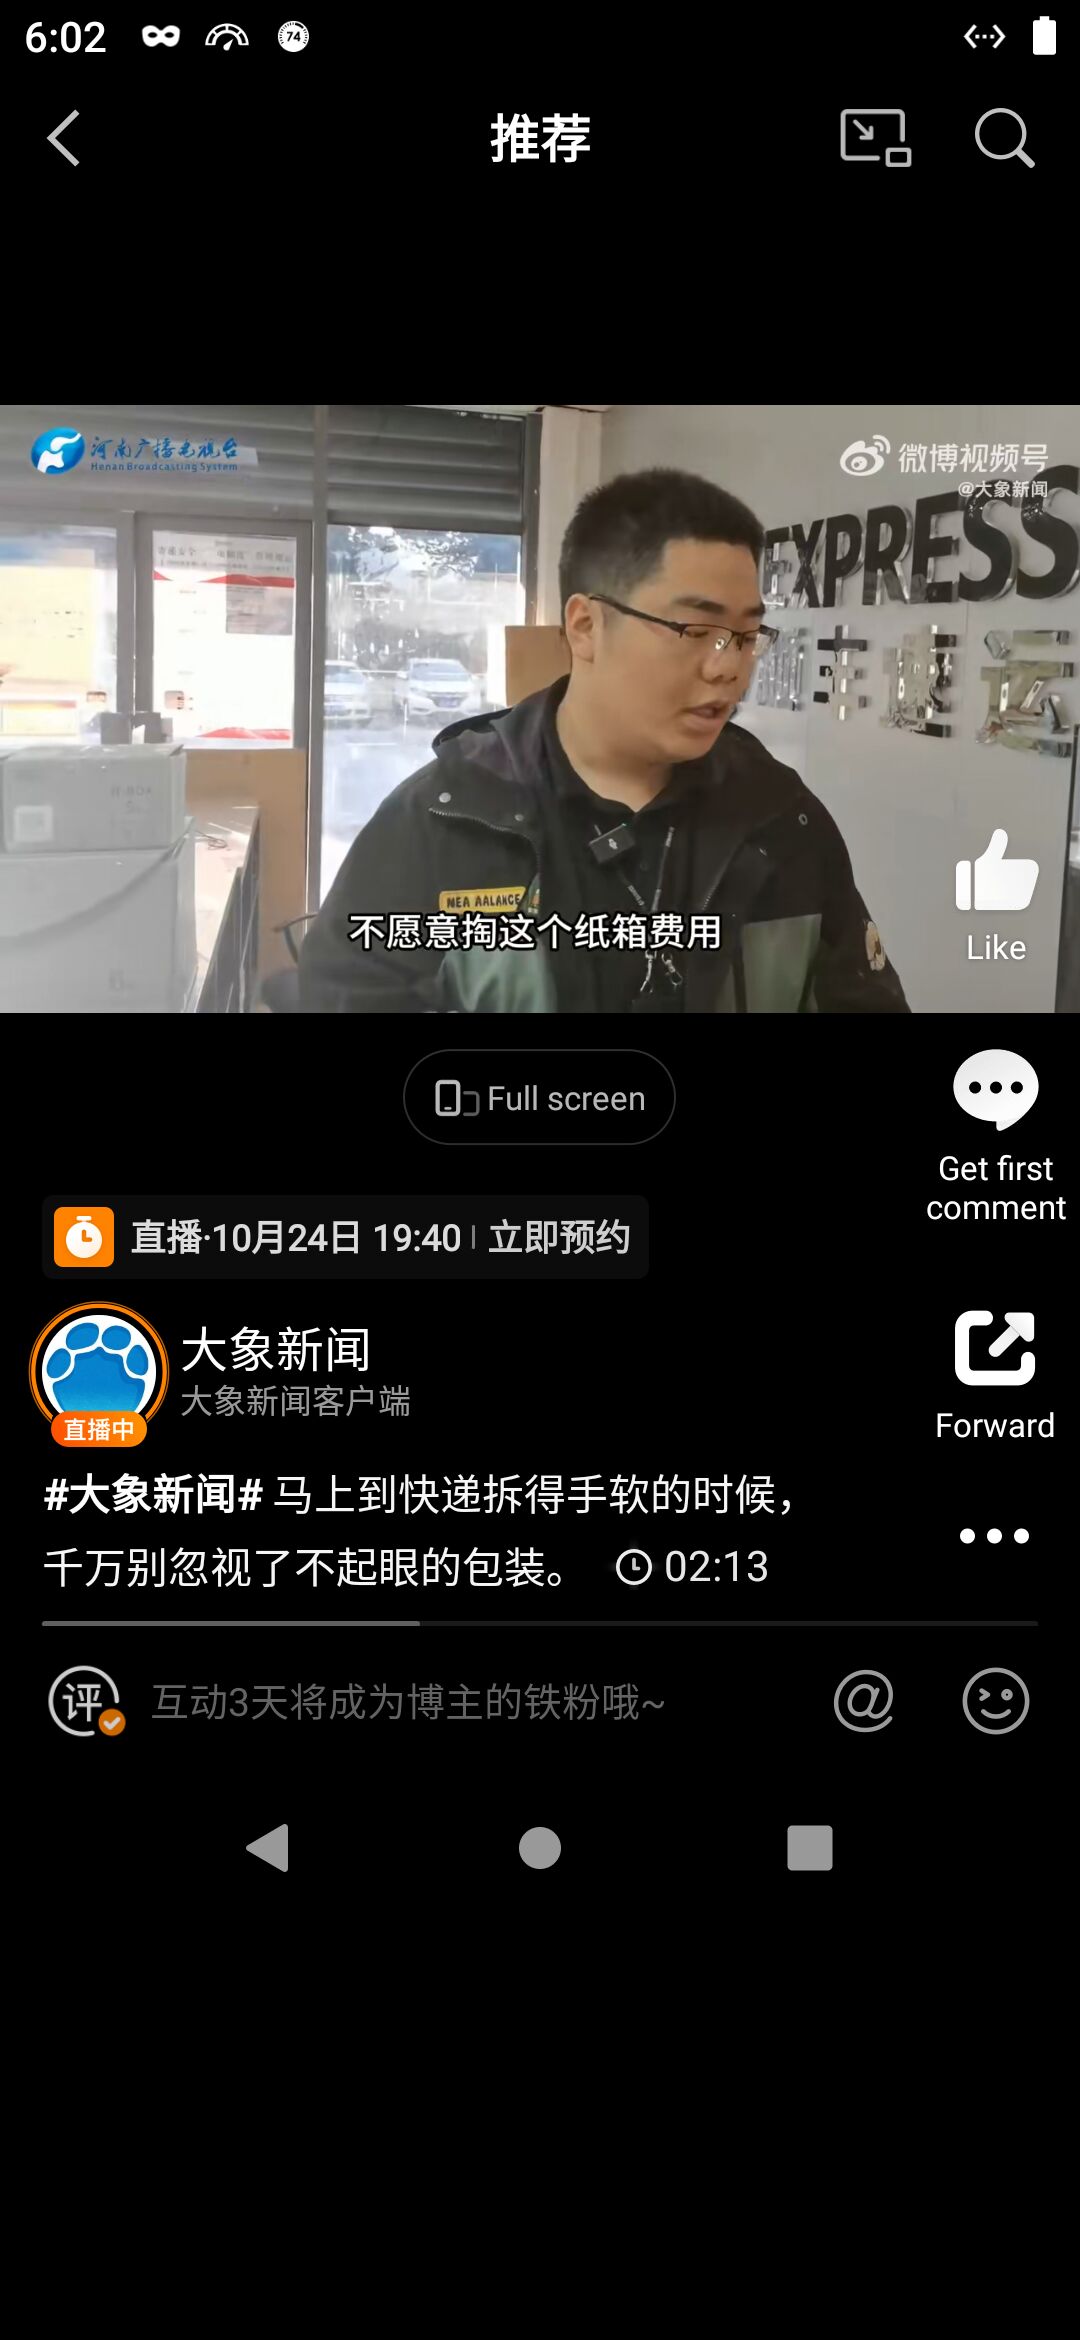 6:02
74
推荐
河南广播电视台
Henan Broadcasting System
微博视频号
@大象新闻
EXPRESS
NEA AALANCE
不愿意掏这个纸箱费用
Like
Full screen
Get first
comment
直播·10月24日 19:40 | 立即预约
大象新闻
大象新闻客户端
直播中
Forward
#大象新闻# 马上到快递拆得手软的时候，
千万别忽视了不起眼的包装。 02:13
评 互动3天将成为博主的铁粉哦~ @